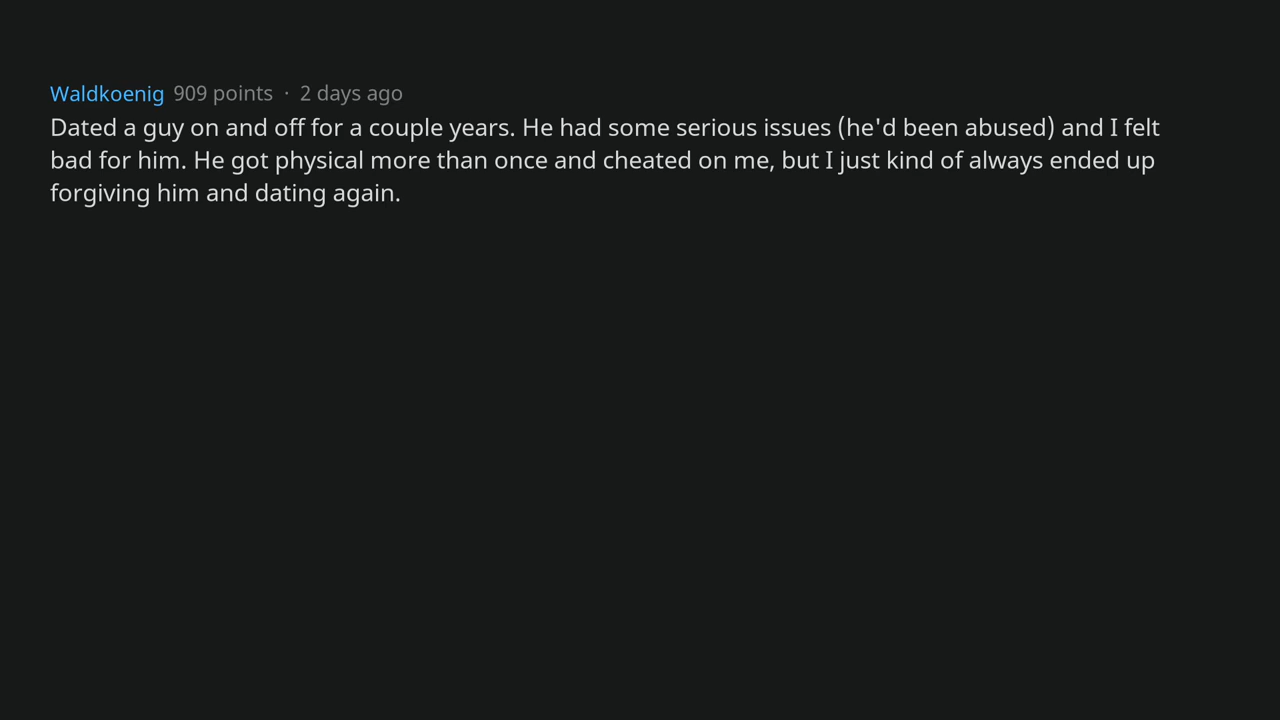 Waldkoenig 909 points · 2 days ago
Dated a guy on and off for a couple years. He had some serious issues (he'd been abused) and I felt
bad for him. He got physical more than once and cheated on me, but I just kind of always ended up
forgiving him and dating again.